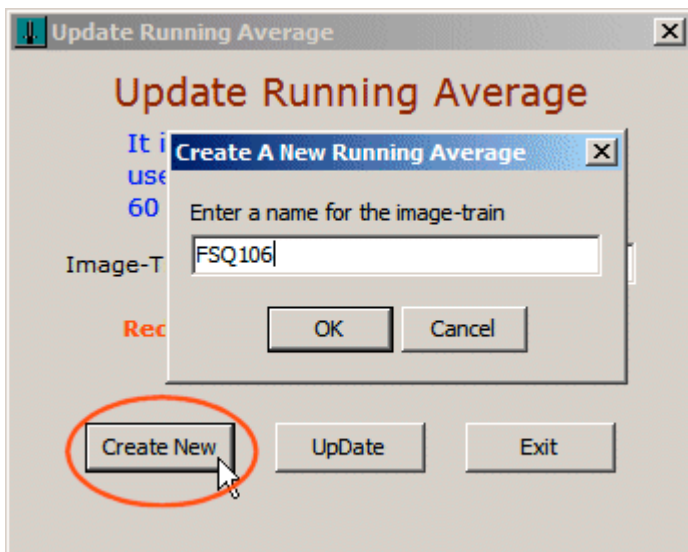 Update Running Average
Update Running Average
It i
use
60
Create A New Running Average
Enter a name for the image-train
FSQ106
Image-T
Rec
OK Cancel
Create New UpDate Exit